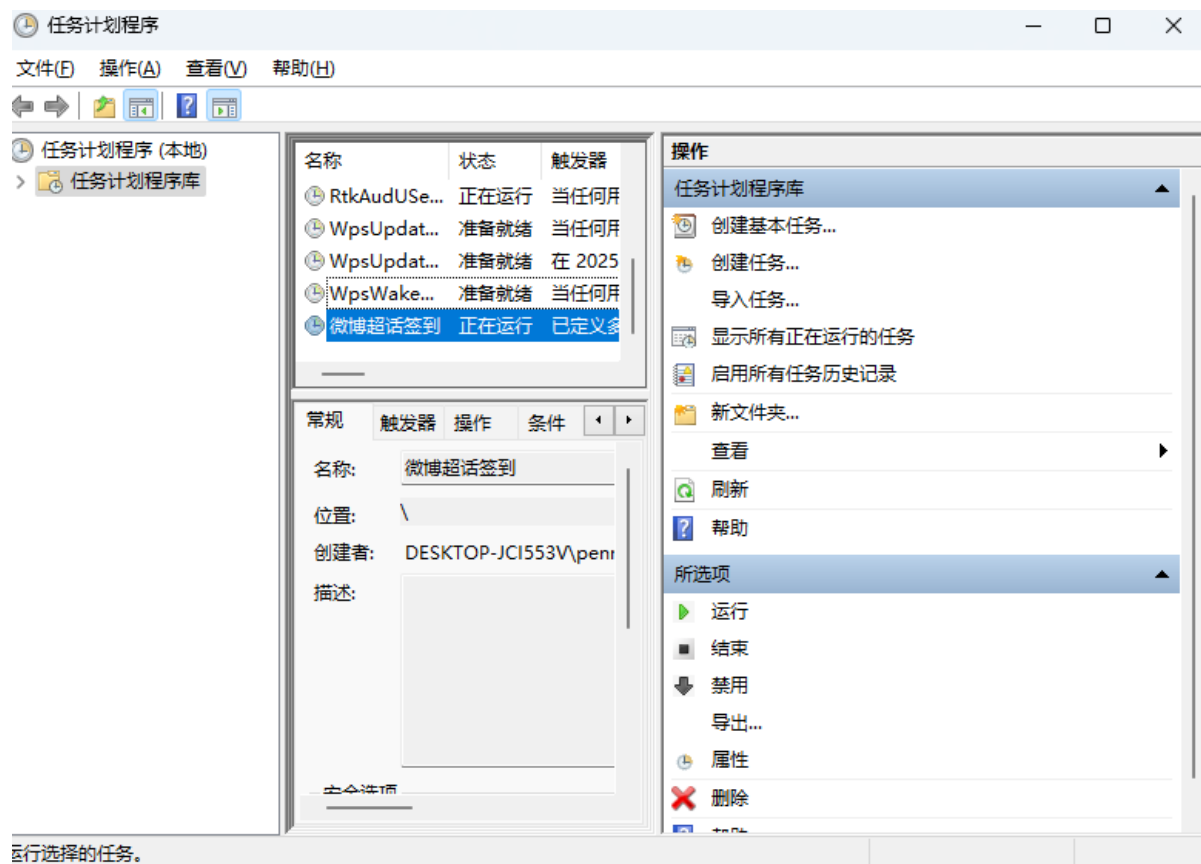 任务计划程序
文件(F) 操作(A) 查看(V) 帮助(H)
任务计划程序 (本地)
任务计划程序库
名称 状态 触发器
RtkAudUSe... 正在运行 当任何用
WpsUpdat... 准备就绪 当任何用
WpsUpdat... 准备就绪 在 2025
WpsWake... 准备就绪 当任何用
微博超话签到 正在运行 已定义多
常规 触发器 操作 条件
名称: 微博超话签到
位置: \
创建者: DESKTOP-JCI553V\penr
描述:
安全选项
操作
任务计划程序库
创建基本任务...
创建任务...
导入任务...
显示所有正在运行的任务
启用所有任务历史记录
新文件夹...
查看
刷新
帮助
所选项
运行
结束
禁用
导出...
属性
删除
帮助
运行选择的任务。